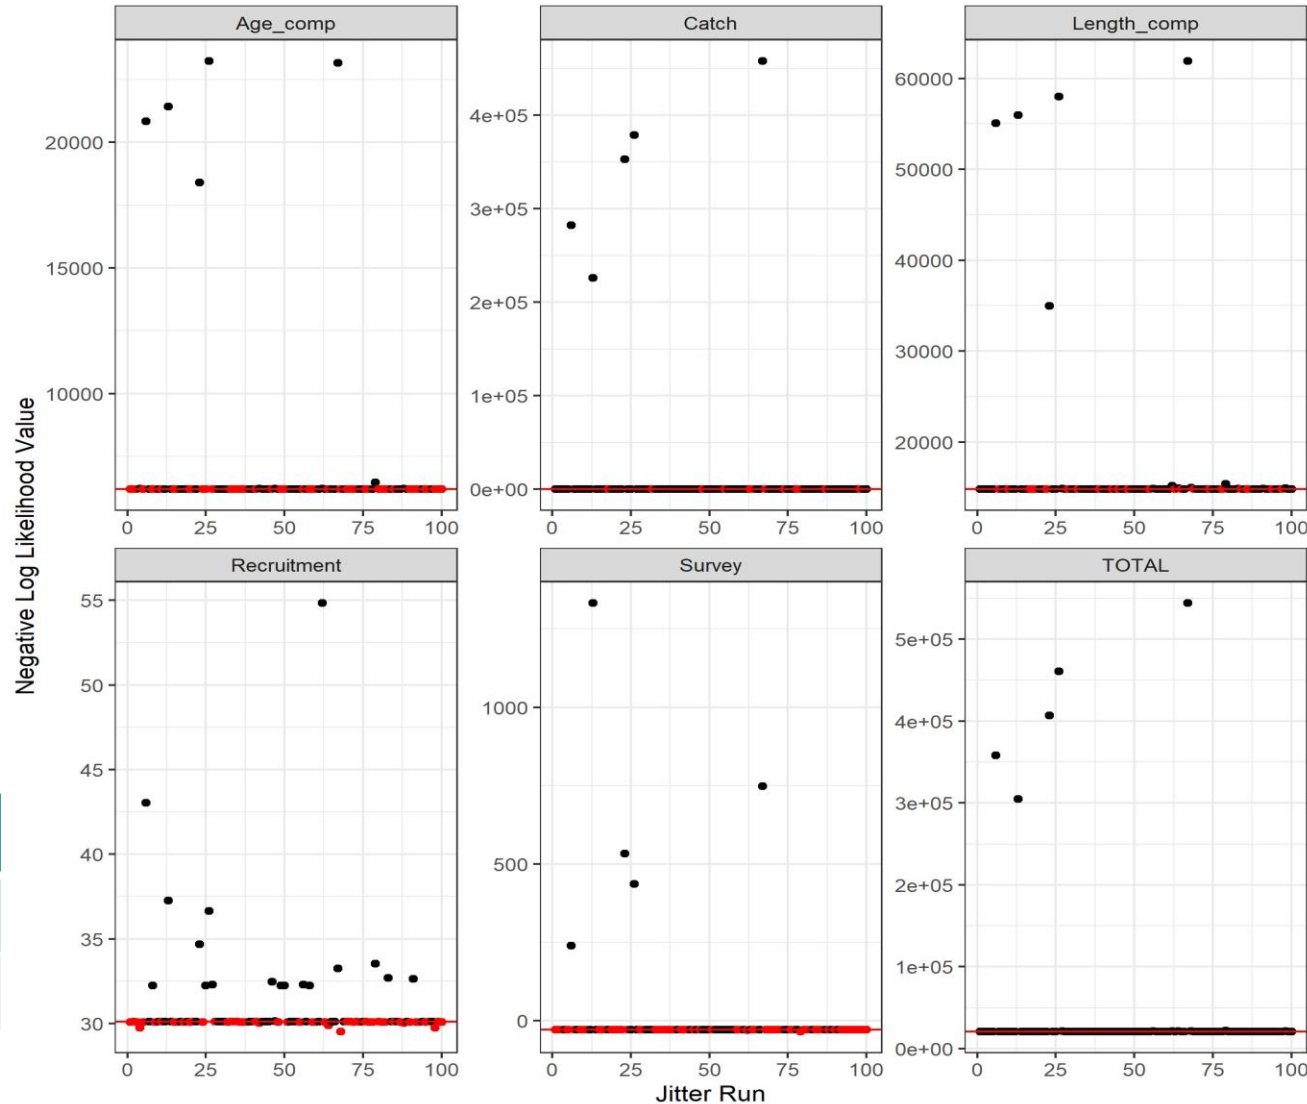 Age_comp
Catch
Length_comp
20000
15000
10000
0 25 50 75 100
4e+05
3e+05
2e+05
1e+05
0e+00
0 25 50 75 100
60000
50000
40000
30000
20000
0 25 50 75 100
Negative Log Likelihood Value
Recruitment
Survey
TOTAL
55
50
45
40
35
30
0 25 50 75 100
1000
500
0
0 25 50 75 100
5e+05
4e+05
3e+05
2e+05
1e+05
0e+00
0 25 50 75 100
Jitter Run